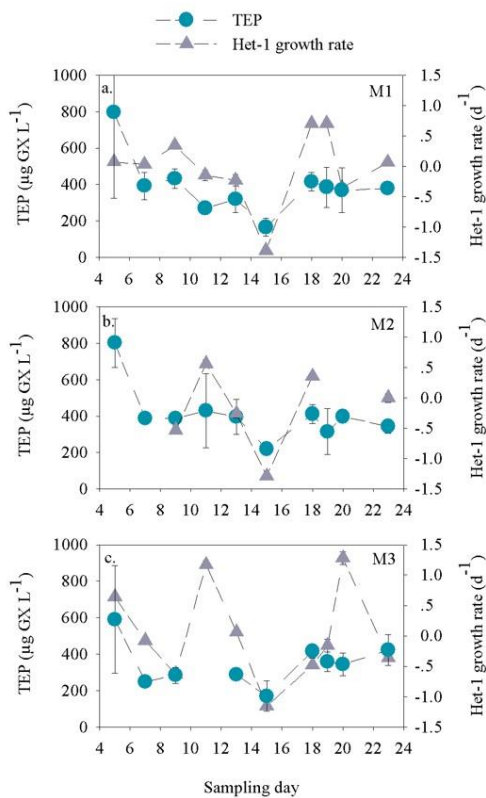 TEP
Het-1 growth rate
a.
M1
1000
800
600
400
200
0
TEP (µg GX L⁻¹)
1.5
1.0
.5
0.0
-.5
-1.0
-1.5
Het-1 growth rate (d⁻¹)
4 6 8 10 12 14 16 18 20 22 24
b.
M2
1000
800
600
400
200
0
TEP (µg GX L⁻¹)
1.5
1.0
.5
0.0
-.5
-1.0
-1.5
Het-1 growth rate (d⁻¹)
4 6 8 10 12 14 16 18 20 22 24
c.
M3
1000
800
600
400
200
0
TEP (µg GX L⁻¹)
1.5
1.0
.5
0.0
-.5
-1.0
-1.5
Het-1 growth rate (d⁻¹)
4 6 8 10 12 14 16 18 20 22 24
Sampling day